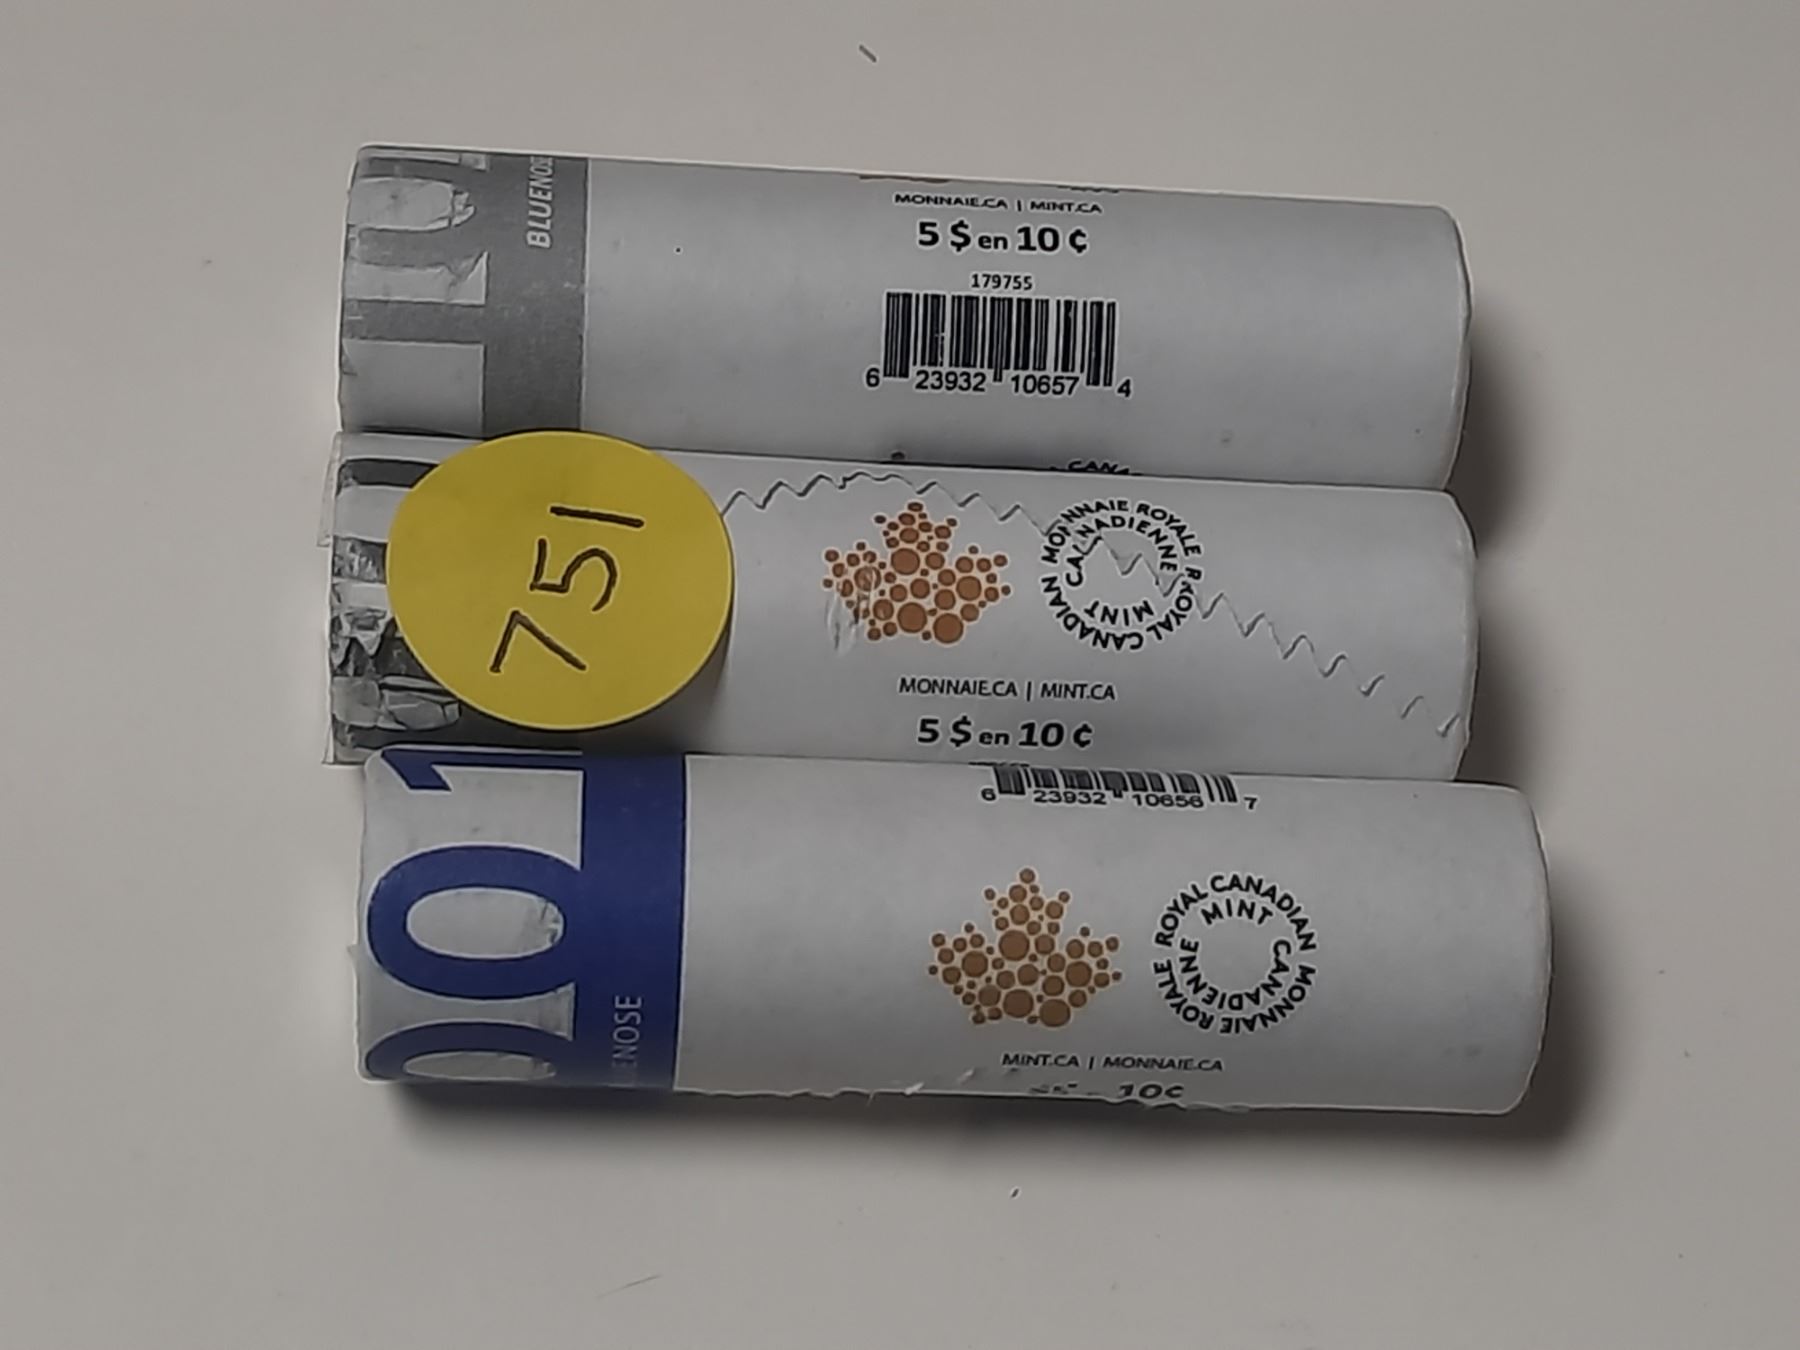 BLUENOSE
MONNAIE.CA | MINT.CA
5 $ en 10 ¢
179755
6 23932 10657 4
751
MONNAIE ROYALE CANADIENNE
ROYAL CANADIAN MINT
MONNAIE.CA | MINT.CA
5 $ en 10 ¢
6 23932 10656 7
ROYAL CANADIAN MINT
MONNAIE ROYALE CANADIENNE
MINT.CA | MONNAIE.CA
10¢